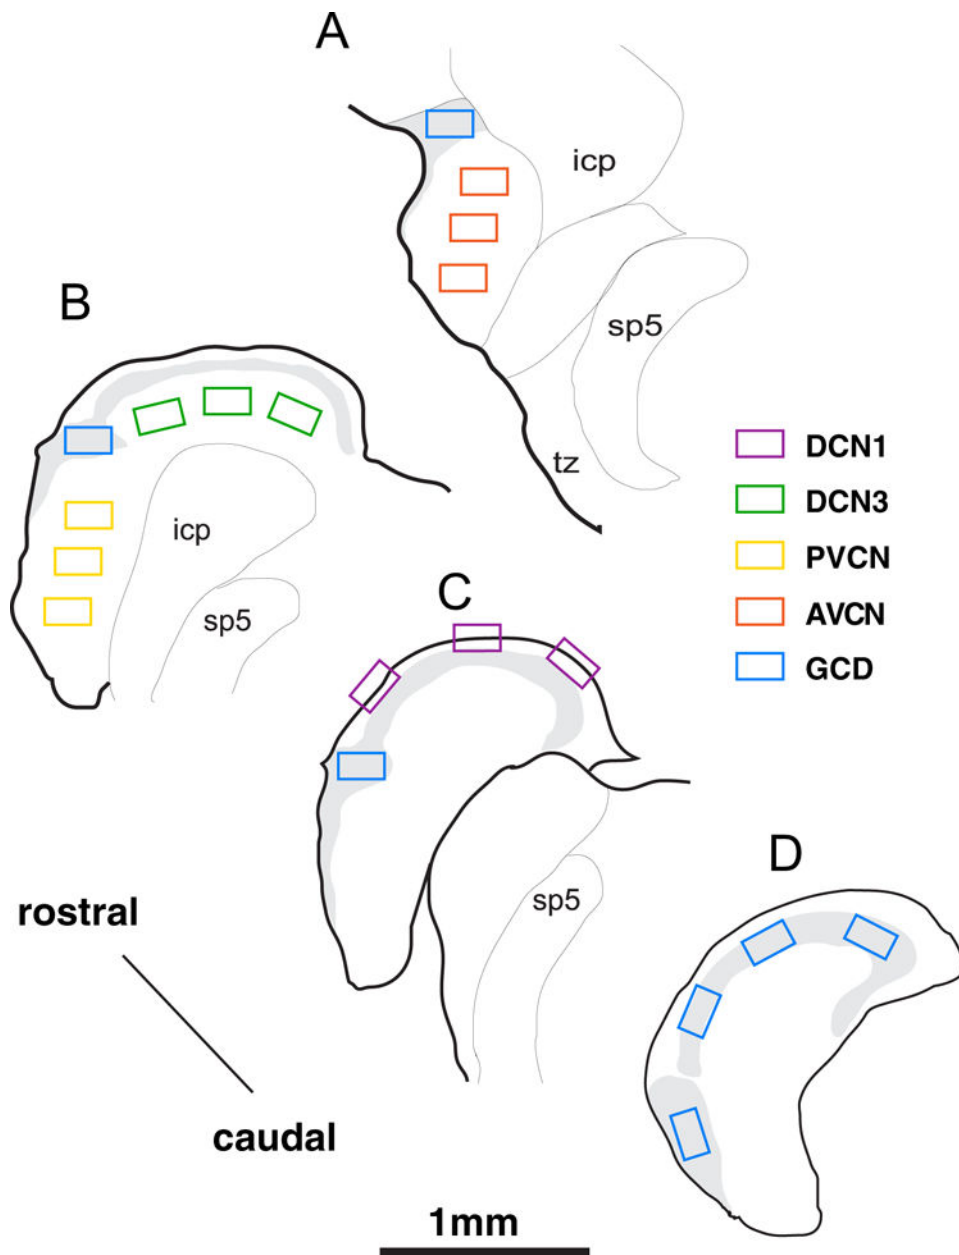 A
icp
sp5
tz
B
icp
sp5
DCN1
DCN3
PVCN
AVCN
GCD
C
sp5
D
rostral
caudal
1mm